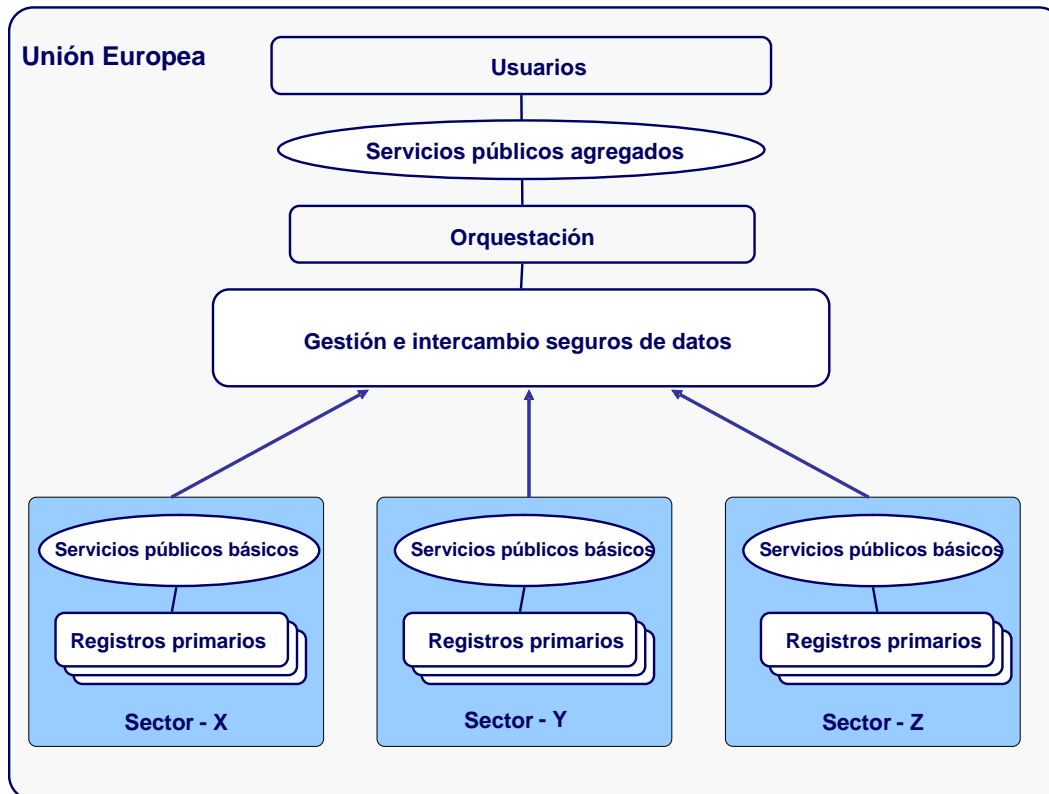 Unión Europea
Usuarios
Servicios públicos agregados
Orquestación
Gestión e intercambio seguros de datos
Servicios públicos básicos
Registros primarios
Sector - X
Servicios públicos básicos
Registros primarios
Sector - Y
Servicios públicos básicos
Registros primarios
Sector - Z